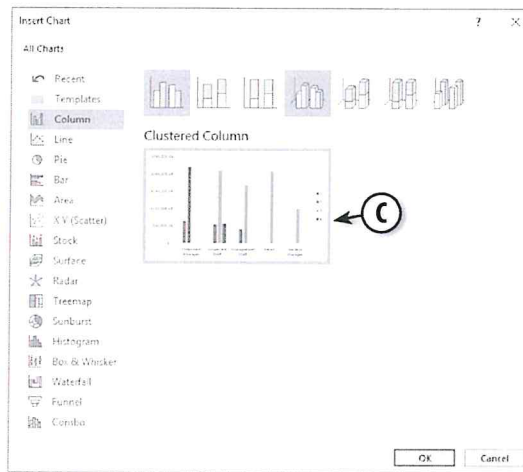 Insert Chart ? ×
All Charts
Recent
Templates
Column
Line
Pie
Bar
Area
X Y (Scatter)
Stock
Surface
Radar
Treemap
Sunburst
Histogram
Box & Whisker
Waterfall
Funnel
Combo
Clustered Column
C
OK Cancel